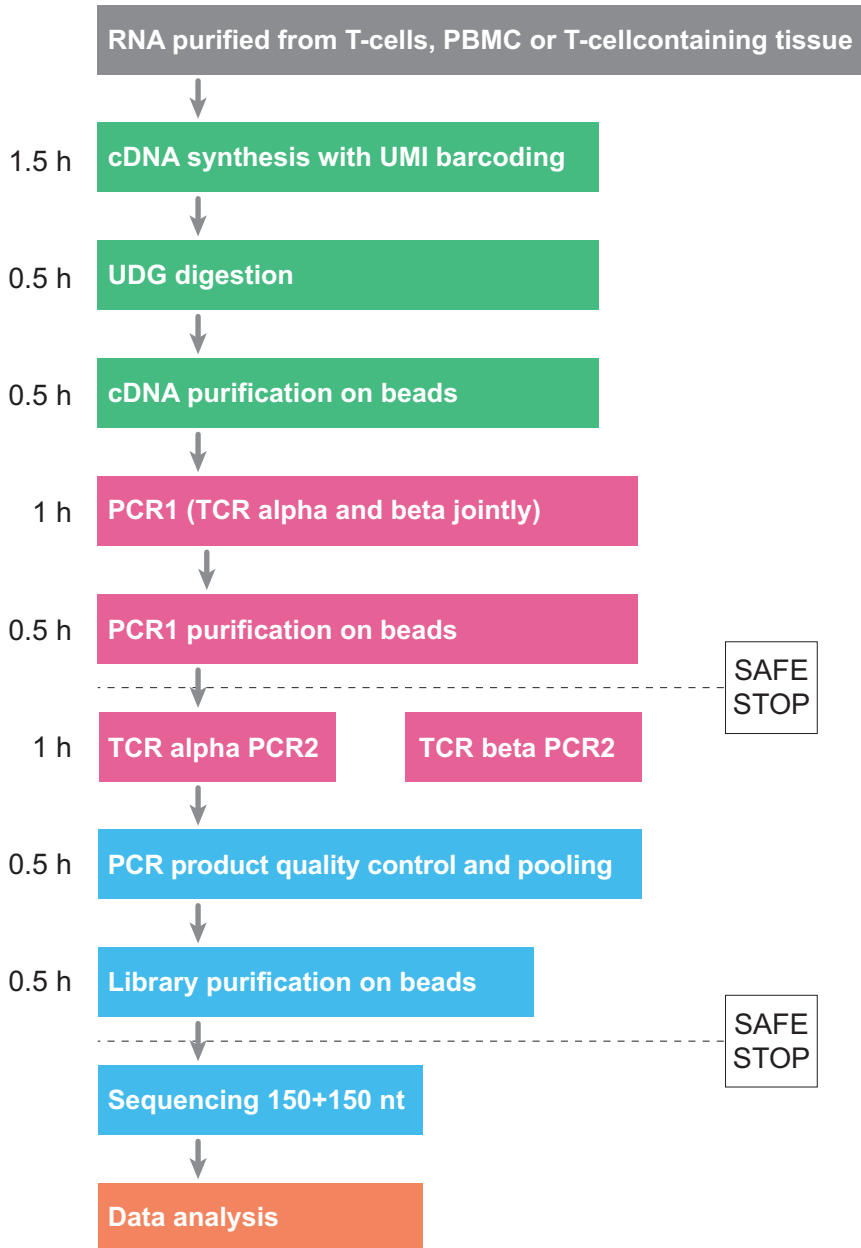 RNA purified from T-cells, PBMC or T-cellcontaining tissue
1.5 h
cDNA synthesis with UMI barcoding
0.5 h
UDG digestion
0.5 h
cDNA purification on beads
1 h
PCR1 (TCR alpha and beta jointly)
0.5 h
PCR1 purification on beads
SAFE
STOP
1 h
TCR alpha PCR2
TCR beta PCR2
0.5 h
PCR product quality control and pooling
0.5 h
Library purification on beads
SAFE
STOP
Sequencing 150+150 nt
Data analysis